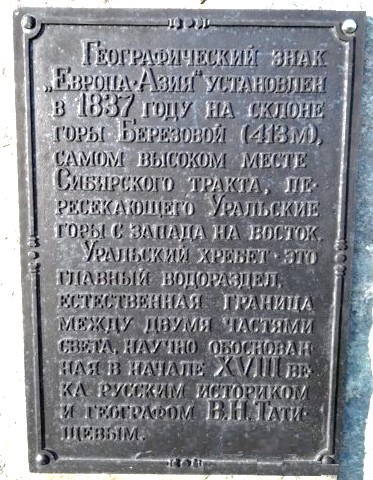 Географический знак
„Европа-Азия" установлен
в 1837 году на склоне
горы Березовой (413м),
самом высоком месте
Сибирского тракта, пе-
ресекающего Уральские
горы с запада на восток.
Уральский хребет - это
главный водораздел,
естественная граница
между двумя частями
света, научно обоснован
ная в начале XVIII ве-
ка русским историком
и географом В.Н.Тати-
щевым.